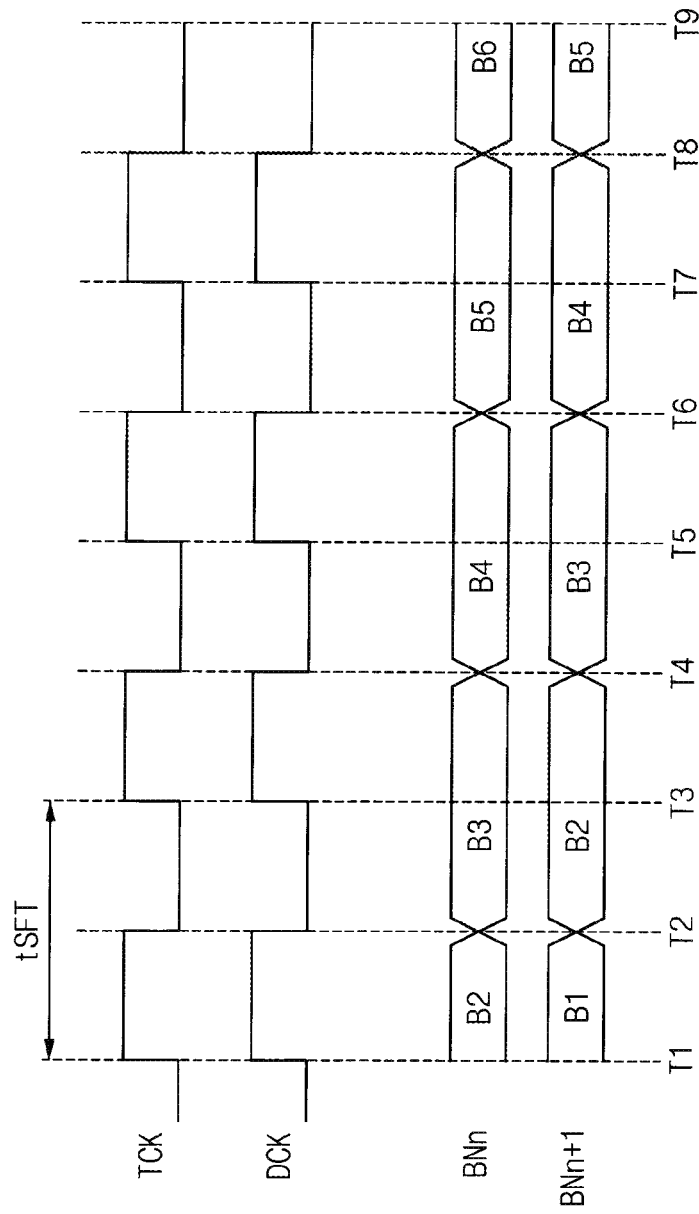 tSFT
TCK
DCK
BNn B2 B3 B4 B5 B6
BNn+1 B1 B2 B3 B4 B5
T1 T2 T3 T4 T5 T6 T7 T8 T9